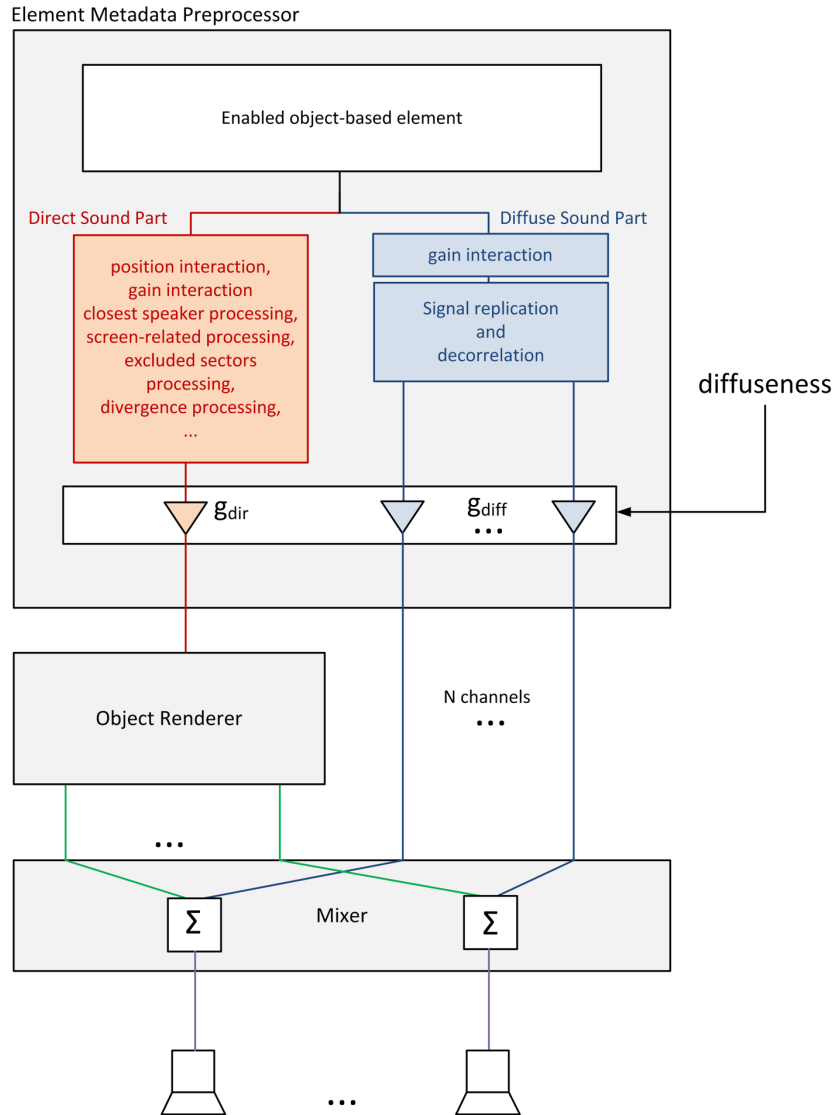 Element Metadata Preprocessor
Enabled object-based element
Direct Sound Part
Diffuse Sound Part
position interaction,
gain interaction
closest speaker processing,
screen-related processing,
excluded sectors
processing,
divergence processing,
...
gain interaction
Signal replication
and
decorrelation
diffuseness
gdir
gdiff
...
N channels
...
Object Renderer
...
Σ
Mixer
Σ
...